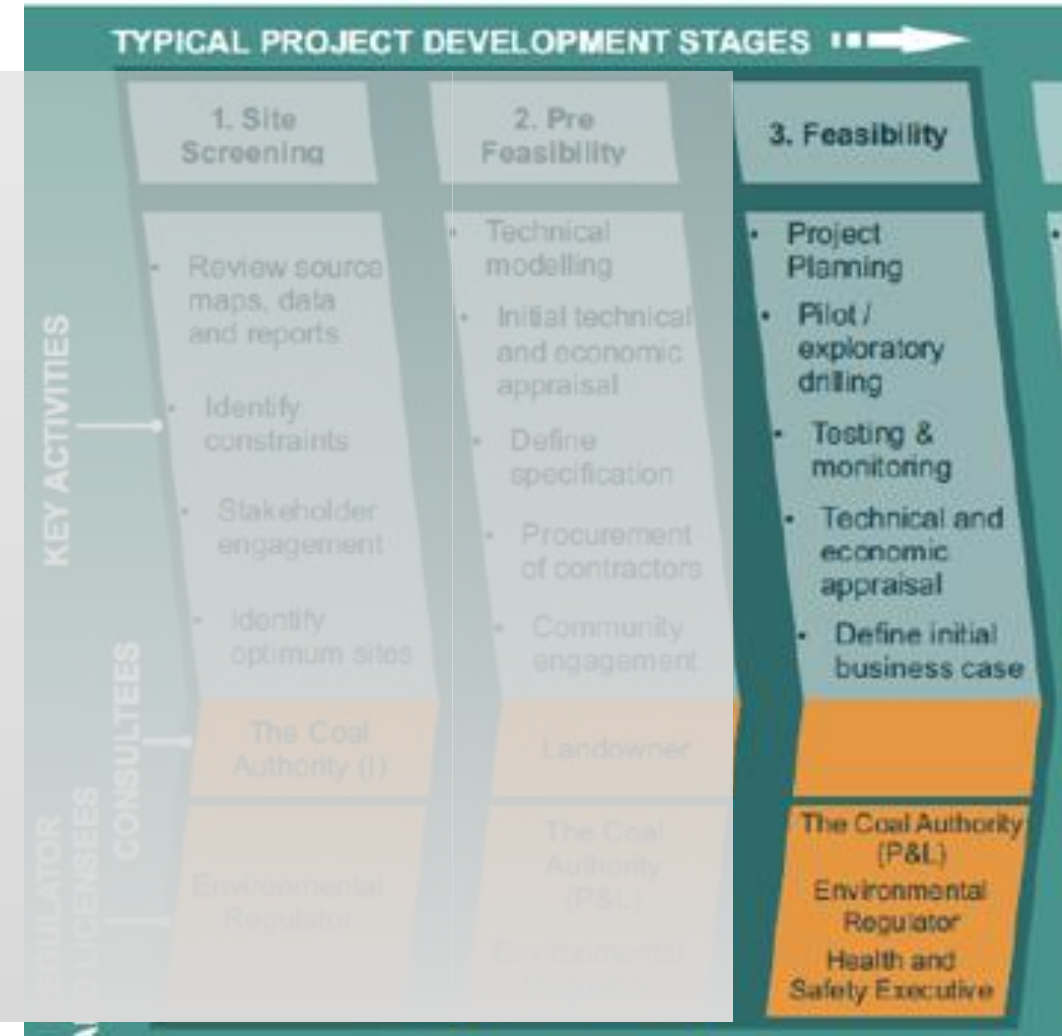 TYPICAL PROJECT DEVELOPMENT STAGES
1. Site
Screening
2. Pre
Feasibility
3. Feasibility
KEY ACTIVITIES
• Review source
maps, data
and reports
• Identify
constraints
• Stakeholder
engagement
• Identify
optimum sites
• Technical
modelling
• Initial technical
and economic
appraisal
• Define
specification
• Procurement
of contractors
• Community
engagement
• Project
Planning
• Pilot /
exploratory
drilling
• Testing &
monitoring
• Technical and
economic
appraisal
• Define initial
business case
CONSULTEES
The Coal
Authority (I)
Landowner
LICENSEES
Environmental
Regulator
The Coal
Authority
(P&L)
Environmental
The Coal Authority
(P&L)
Environmental
Regulator
Health and
Safety Executive